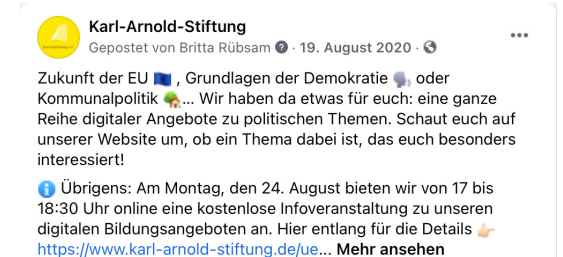 Karl-Arnold-Stiftung
Gepostet von Britta Rübsam · 19. August 2020 ·
Zukunft der EU 🇪🇺 , Grundlagen der Demokratie 🗣️ oder
Kommunalpolitik 🏡... Wir haben da etwas für euch: eine ganze
Reihe digitaler Angebote zu politischen Themen. Schaut euch auf
unserer Website um, ob ein Thema dabei ist, das euch besonders
interessiert!
ℹ️ Übrigens: Am Montag, den 24. August bieten wir von 17 bis
18:30 Uhr online eine kostenlose Infoveranstaltung zu unseren
digitalen Bildungsangeboten an. Hier entlang für die Details 👉🏻
https://www.karl-arnold-stiftung.de/ue... Mehr ansehen